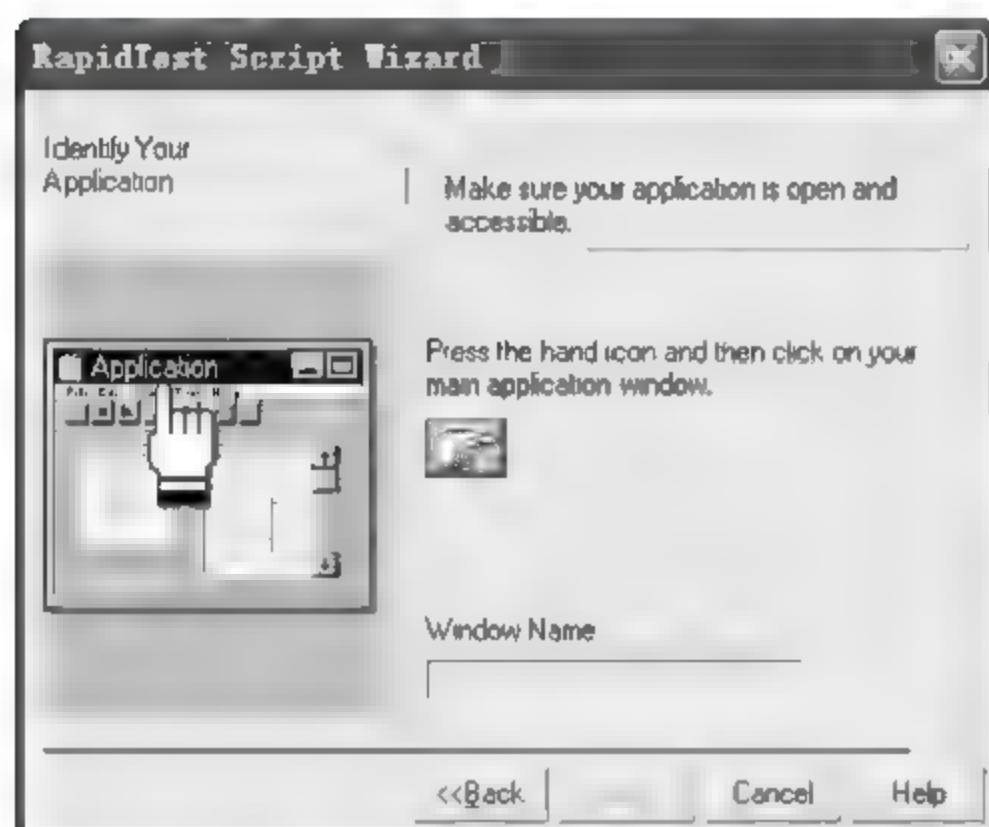 RapidTest Script Wizard
Identify Your
Application
Make sure your application is open and
accessible.
Application
Press the hand icon and then click on your
main application window.
Window Name
<<Back
Cancel
Help